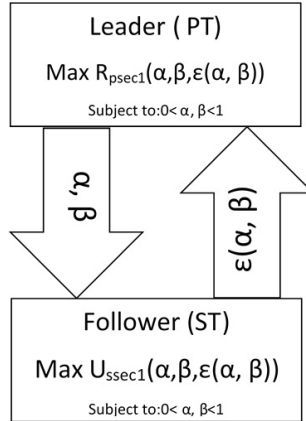 Leader ( PT)
Max Rpsec1(α,β,ε(α, β))
Subject to:0< α, β<1
α, β
ε(α, β)
Follower (ST)
Max Ussec1(α,β,ε(α, β))
Subject to:0< α, β<1